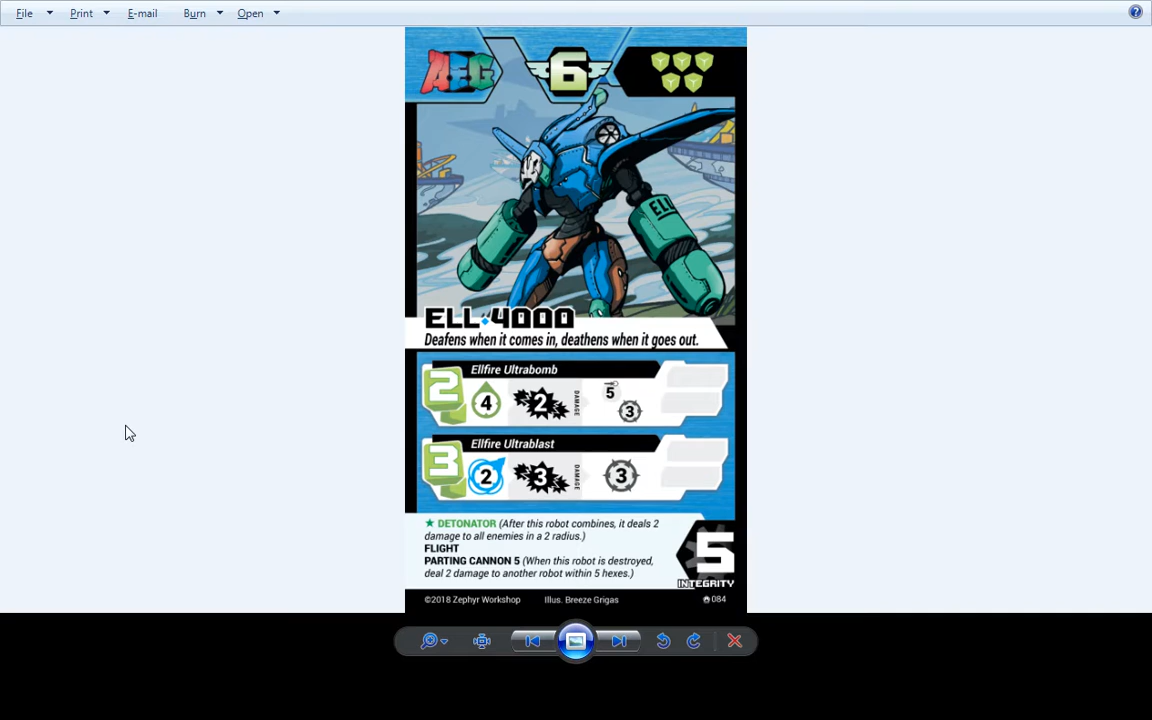 File Print E-mail Burn Open
AEG 6
ELL
ELL·4000
Deafens when it comes in, deathens when it goes out.
Ellfire Ultrabomb
2 4 2 DAMAGE 5 3
Ellfire Ultrablast
3 2 3 DAMAGE 3
★ DETONATOR (After this robot combines, it deals 2
damage to all enemies in a 2 radius.)
FLIGHT
PARTING CANNON 5 (When this robot is destroyed,
deal 2 damage to another robot within 5 hexes.)
5
INTEGRITY
©2018 Zephyr Workshop Illus. Breeze Grigas 084